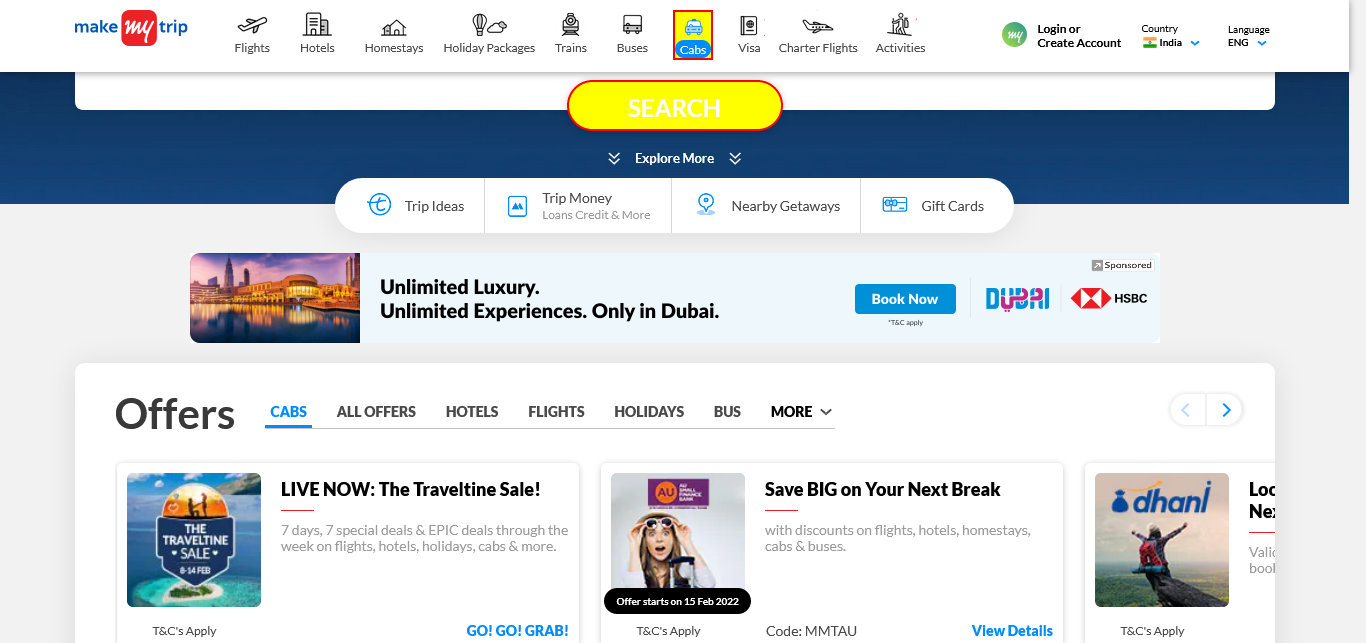 make my trip
Flights
Hotels
Homestays
Holiday Packages
Trains
Buses
Cabs
Visa
Charter Flights
Activities
my
Login or
Create Account
Country
India
Language
ENG
SEARCH
Explore More
Trip Ideas
Trip Money
Loans Credit & More
Nearby Getaways
Gift Cards
Unlimited Luxury.
Unlimited Experiences. Only in Dubai.
Sponsored
Book Now
*T&C apply
DUBAI
HSBC
Offers
CABS
ALL OFFERS
HOTELS
FLIGHTS
HOLIDAYS
BUS
MORE
THE
TRAVELTINE
SALE
8-14 FEB
LIVE NOW: The Traveltine Sale!
7 days, 7 special deals & EPIC deals through the
week on flights, hotels, holidays, cabs & more.
T&C's Apply
GO! GO! GRAB!
AU
SMALL
FINANCE
BANK
Offer starts on 15 Feb 2022
Save BIG on Your Next Break
with discounts on flights, hotels, homestays,
cabs & buses.
T&C's Apply
Code: MMTAU
View Details
dhani
T&C's Apply